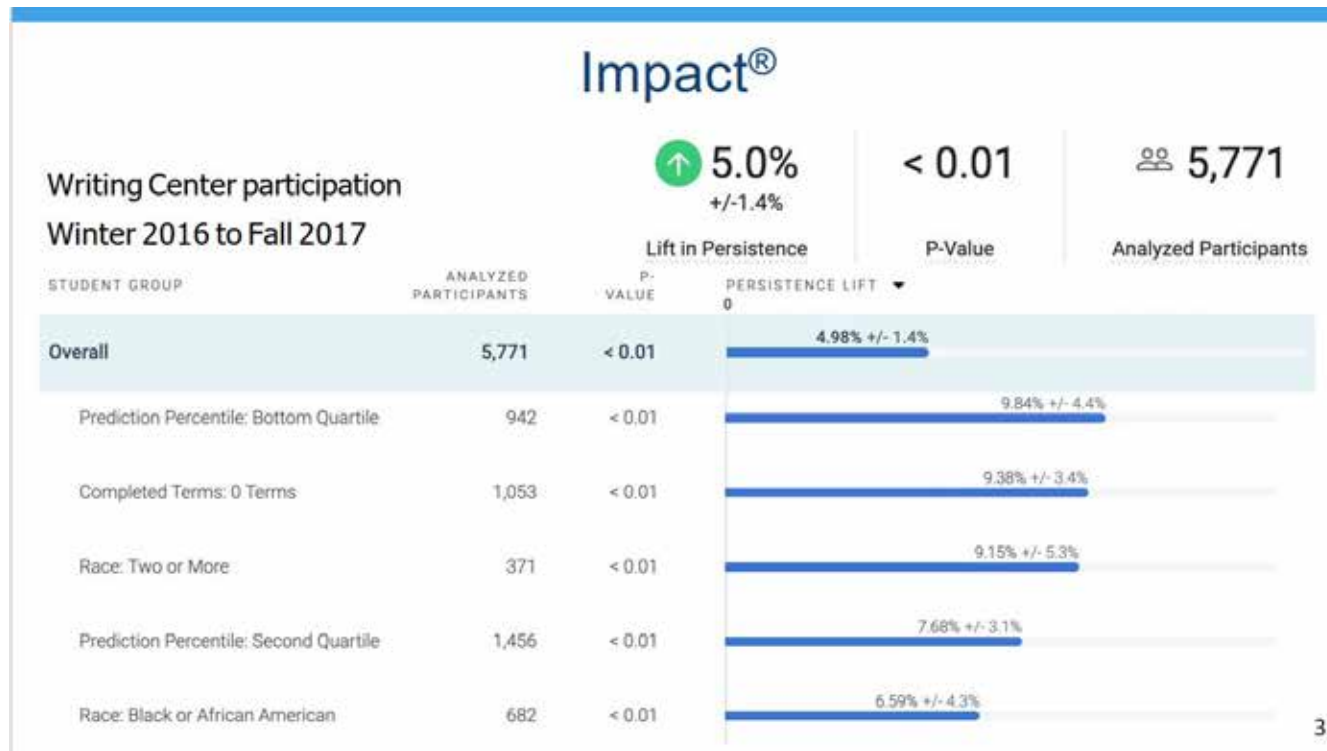 Impact®
Writing Center participation
Winter 2016 to Fall 2017
5.0%
+/-1.4%
Lift in Persistence
< 0.01
P-Value
5,771
Analyzed Participants
STUDENT GROUP
ANALYZED
PARTICIPANTS
P-
VALUE
PERSISTENCE LIFT
0
Overall 5,771 < 0.01 4.98% +/- 1.4%
Prediction Percentile: Bottom Quartile 942 < 0.01 9.84% +/- 4.4%
Completed Terms: 0 Terms 1,053 < 0.01 9.38% +/- 3.4%
Race: Two or More 371 < 0.01 9.15% +/- 5.3%
Prediction Percentile: Second Quartile 1,456 < 0.01 7.68% +/- 3.1%
Race: Black or African American 682 < 0.01 6.59% +/- 4.3%
3